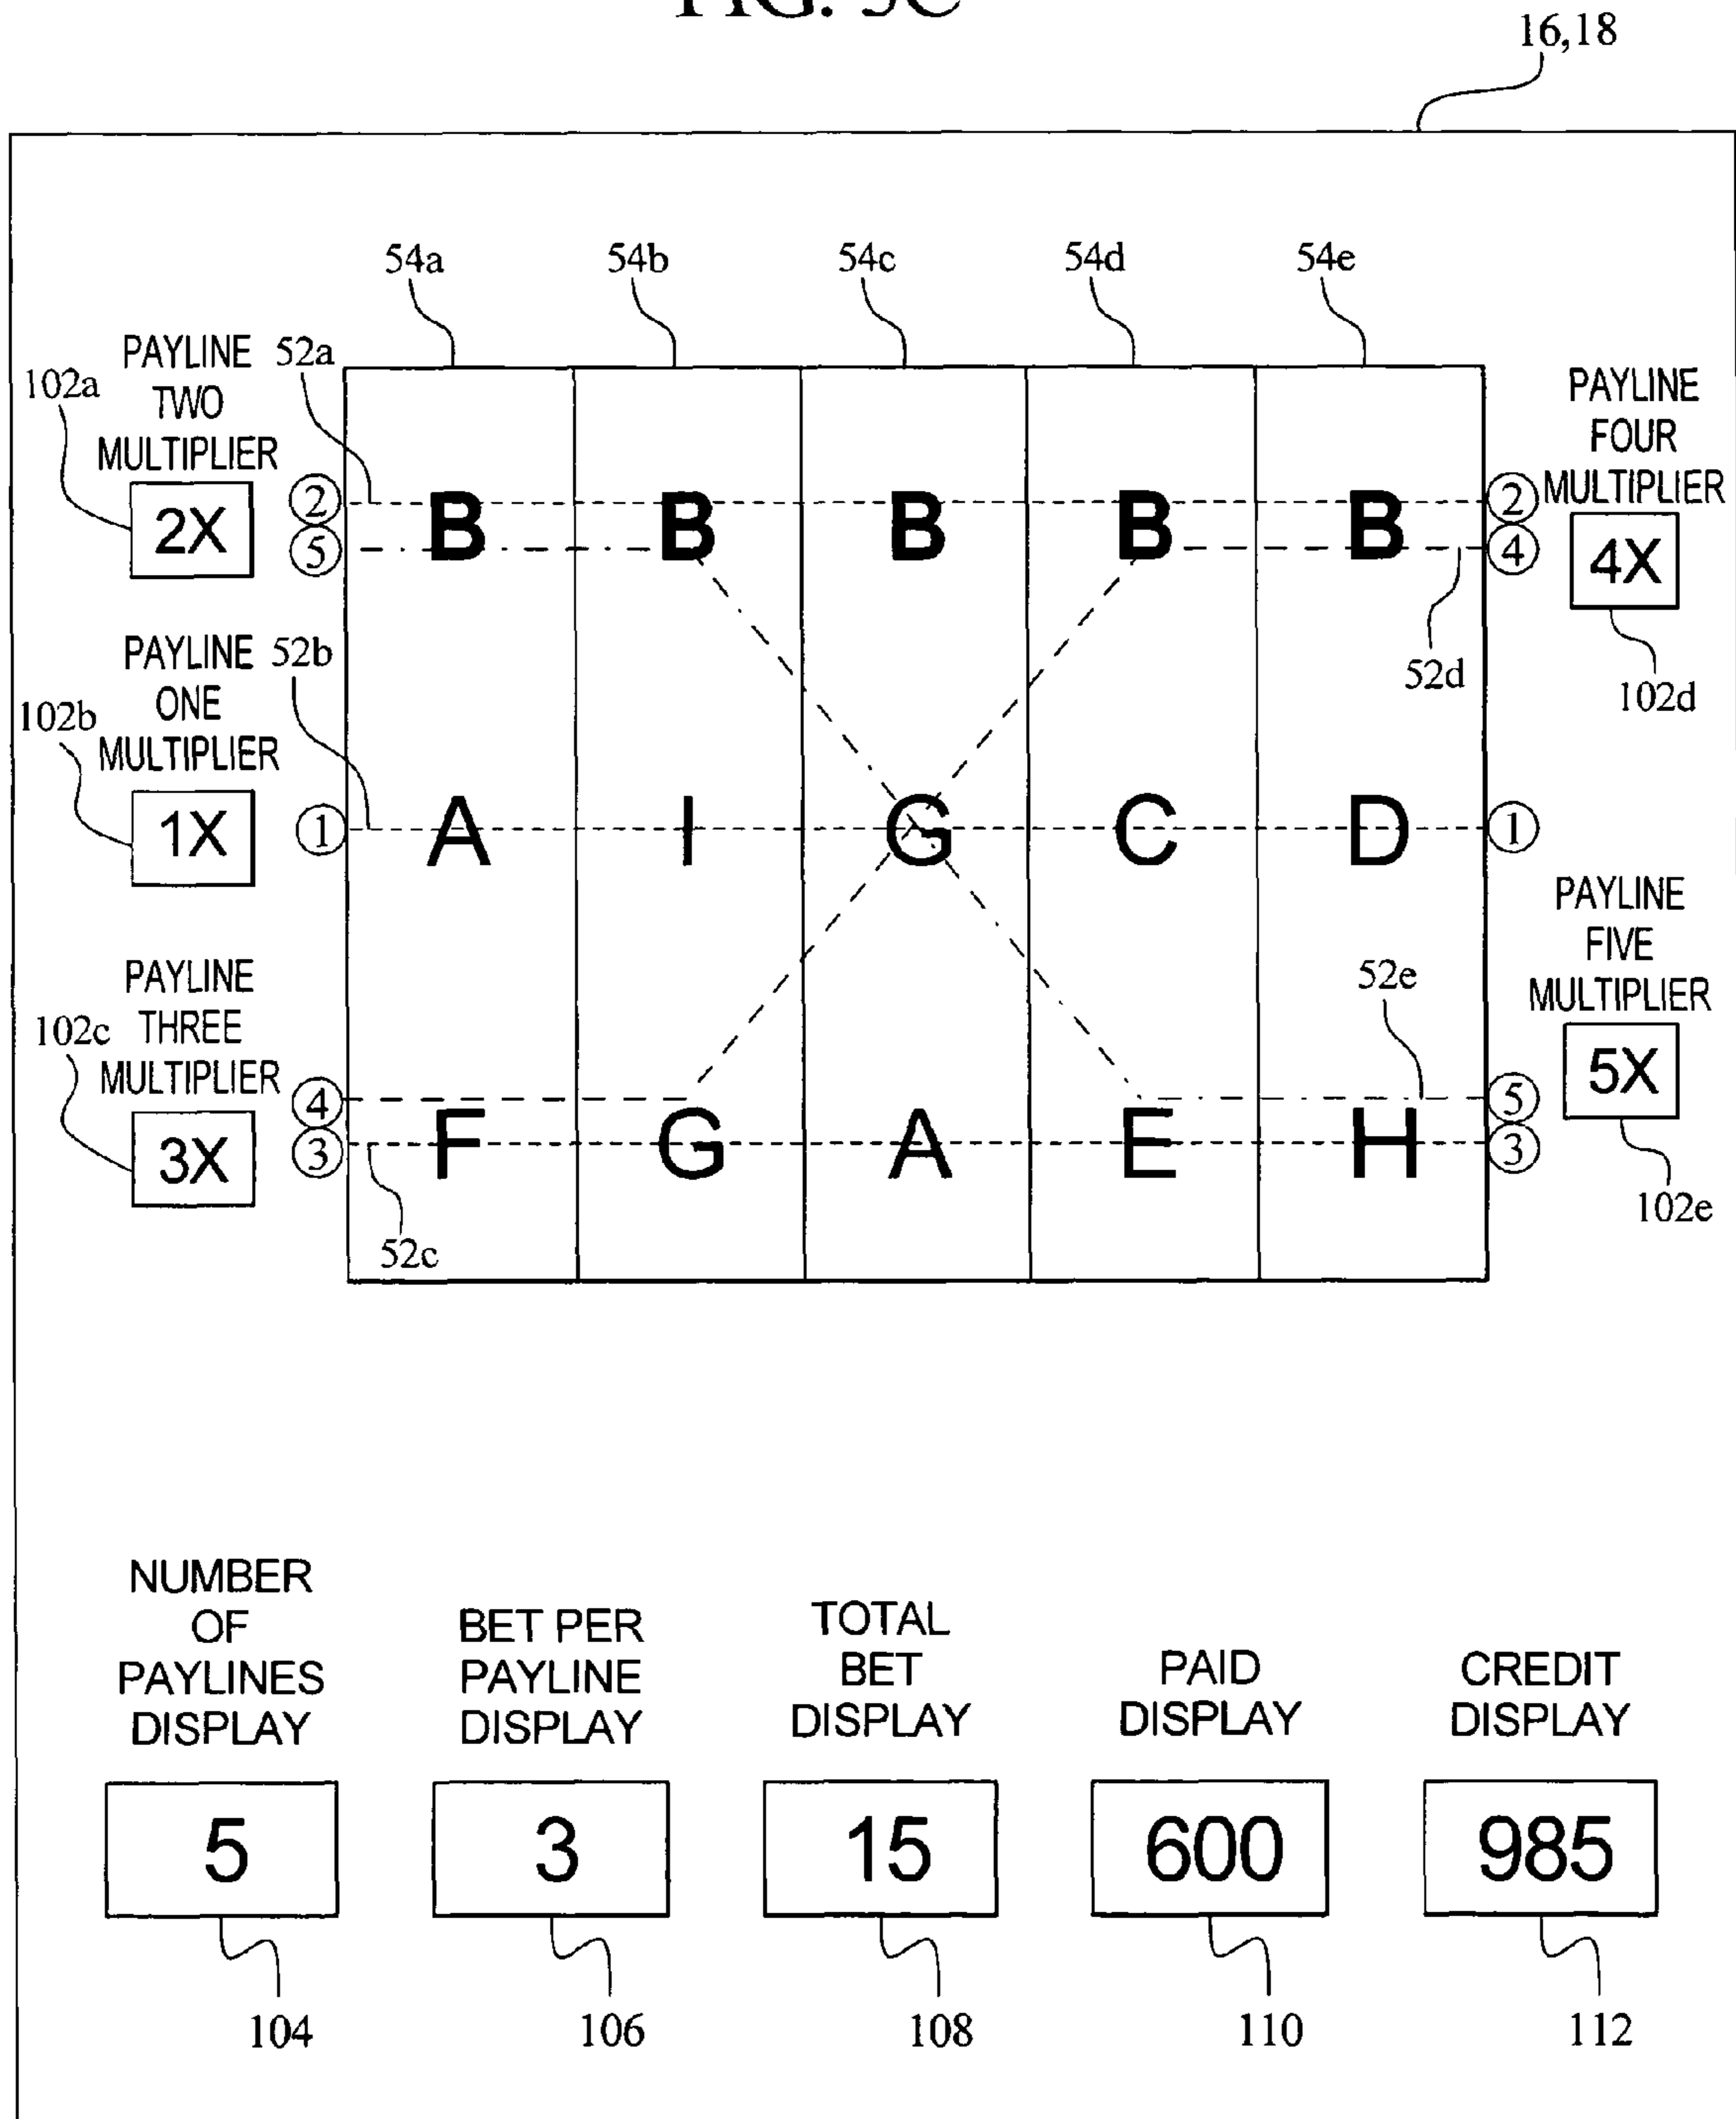 FIG. 5C
16,18
54a 54b 54c 54d 54e
PAYLINE
TWO
MULTIPLIER
102a
2X
52a
2
5
B B B B B
2
4
PAYLINE
FOUR
MULTIPLIER
4X
52d
102d
PAYLINE
ONE
MULTIPLIER
102b
1X
52b
1
A I G C D
1
PAYLINE
THREE
MULTIPLIER
102c
3X
4
3
F G A E H
52c
52e
5
3
PAYLINE
FIVE
MULTIPLIER
5X
102e
NUMBER
OF
PAYLINES
DISPLAY
5
104
BET PER
PAYLINE
DISPLAY
3
106
TOTAL
BET
DISPLAY
15
108
PAID
DISPLAY
600
110
CREDIT
DISPLAY
985
112